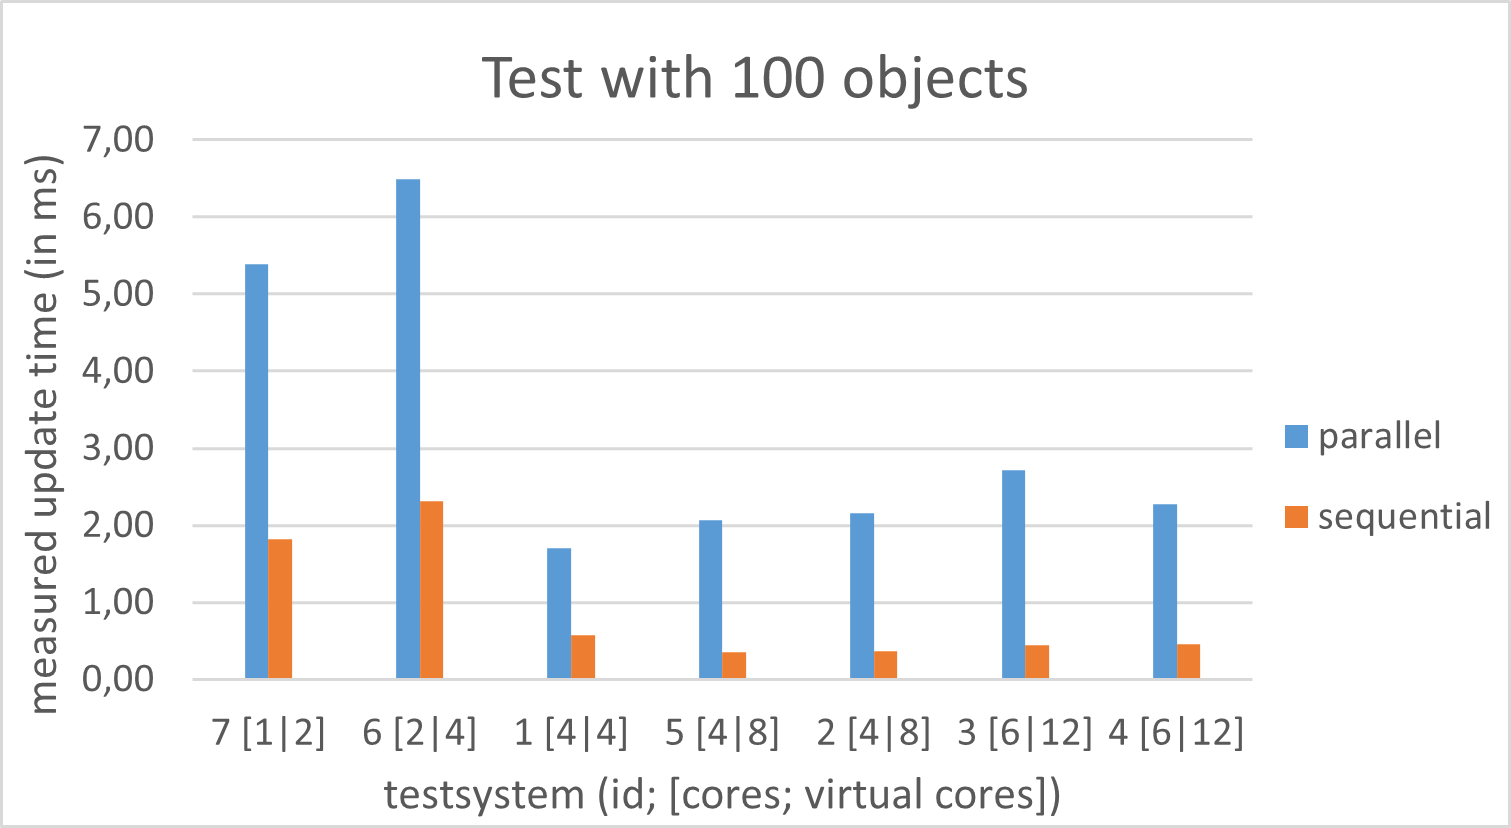 Test with 100 objects
measured update time (in ms)
7,00
6,00
5,00
4,00
3,00
2,00
1,00
0,00
7 [1|2] 6 [2|4] 1 [4|4] 5 [4|8] 2 [4|8] 3 [6|12] 4 [6|12]
testsystem (id; [cores; virtual cores])
parallel
sequential